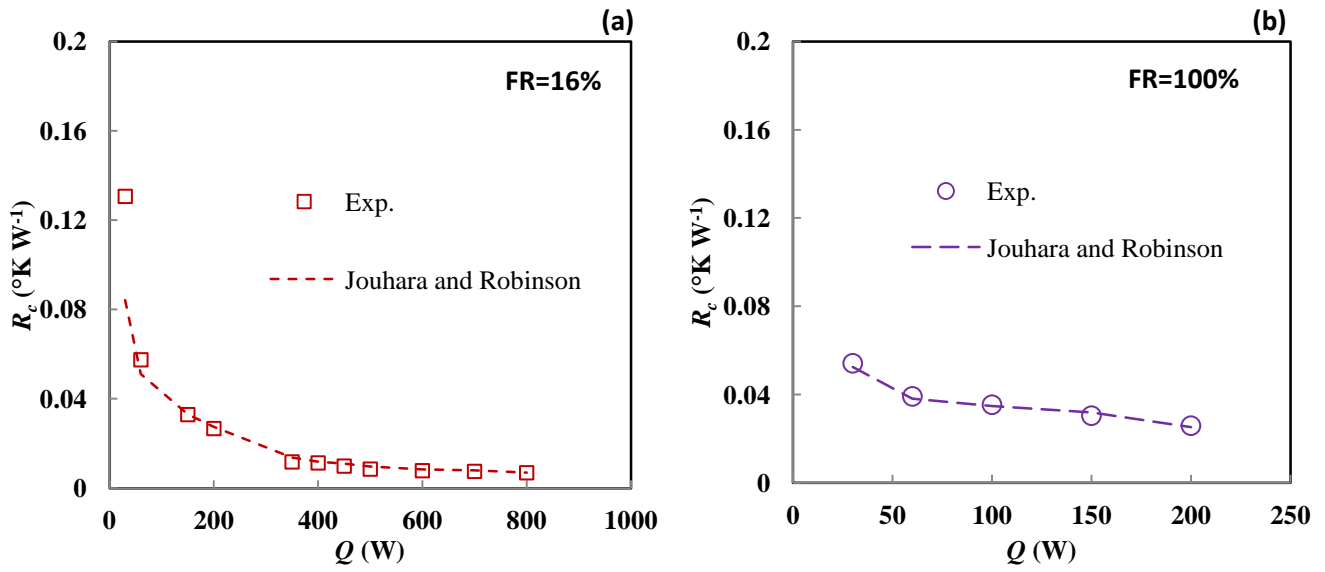 (a)
0.2
0.16
0.12
0.08
0.04
0
FR=16%
Exp.
Jouhara and Robinson
R_c (°K W⁻¹)
0 200 400 600 800 1000
Q (W)
(b)
0.2
0.16
0.12
0.08
0.04
0
FR=100%
Exp.
Jouhara and Robinson
R_c (°K W⁻¹)
0 50 100 150 200 250
Q (W)